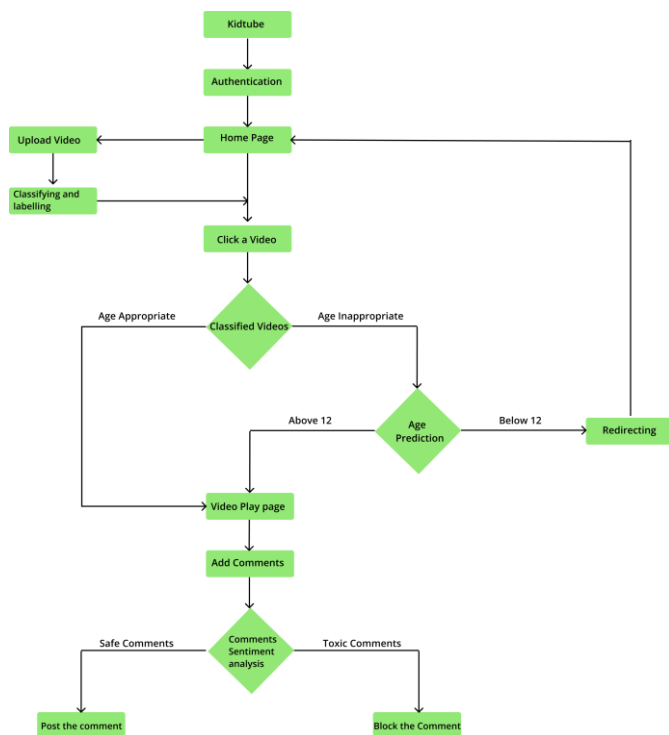 Kidtube
Authentication
Home Page
Upload Video
Classifying and
labelling
Click a Video
Age Appropriate
Classified Videos
Age Inappropriate
Above 12
Age
Prediction
Below 12
Redirecting
Video Play page
Add Comments
Safe Comments
Comments
Sentiment
analysis
Toxic Comments
Post the comment
Block the Comment